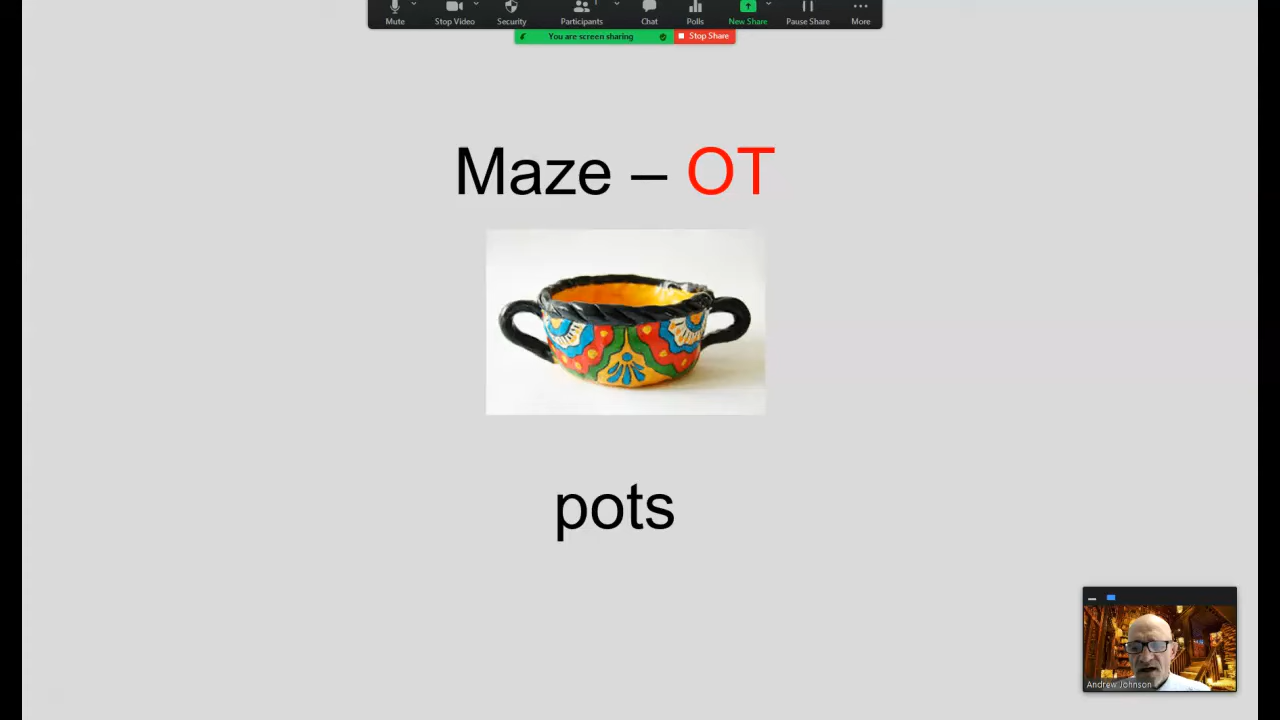 Mute
Stop Video
Security
Participants
Chat
Polls
New Share
Pause Share
More
You are screen sharing
Stop Share
Maze – OT
pots
Andrew Johnson